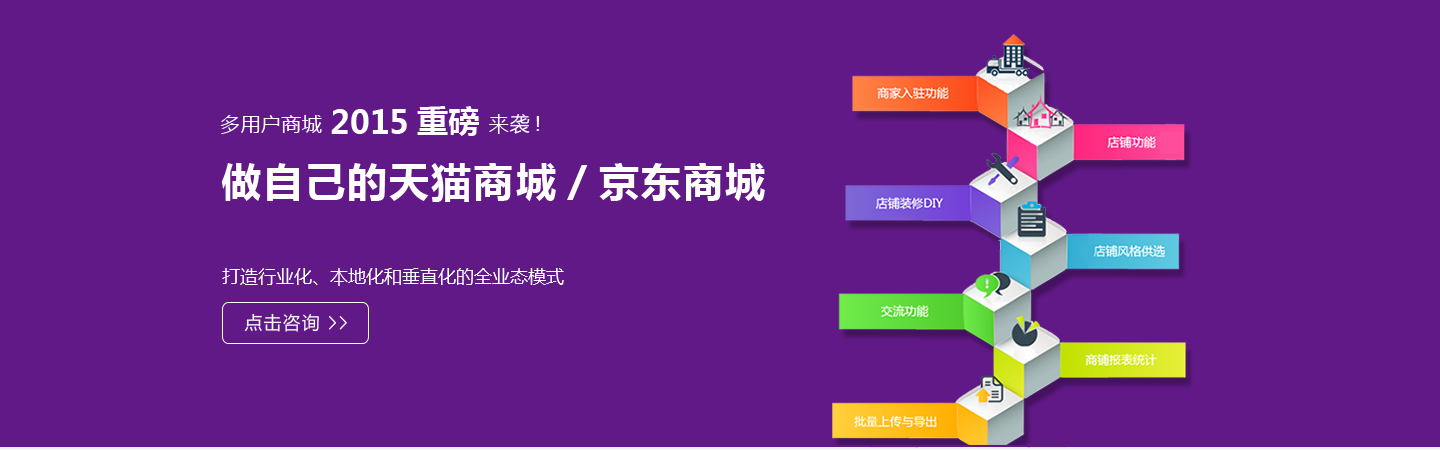 多用户商城 2015 重磅 来袭！
做自己的天猫商城 / 京东商城
打造行业化、本地化和垂直化的全业态模式
点击咨询 >>
商家入驻功能
店铺功能
店铺装修DIY
店铺风格供选
交流功能
商铺报表统计
批量上传与导出